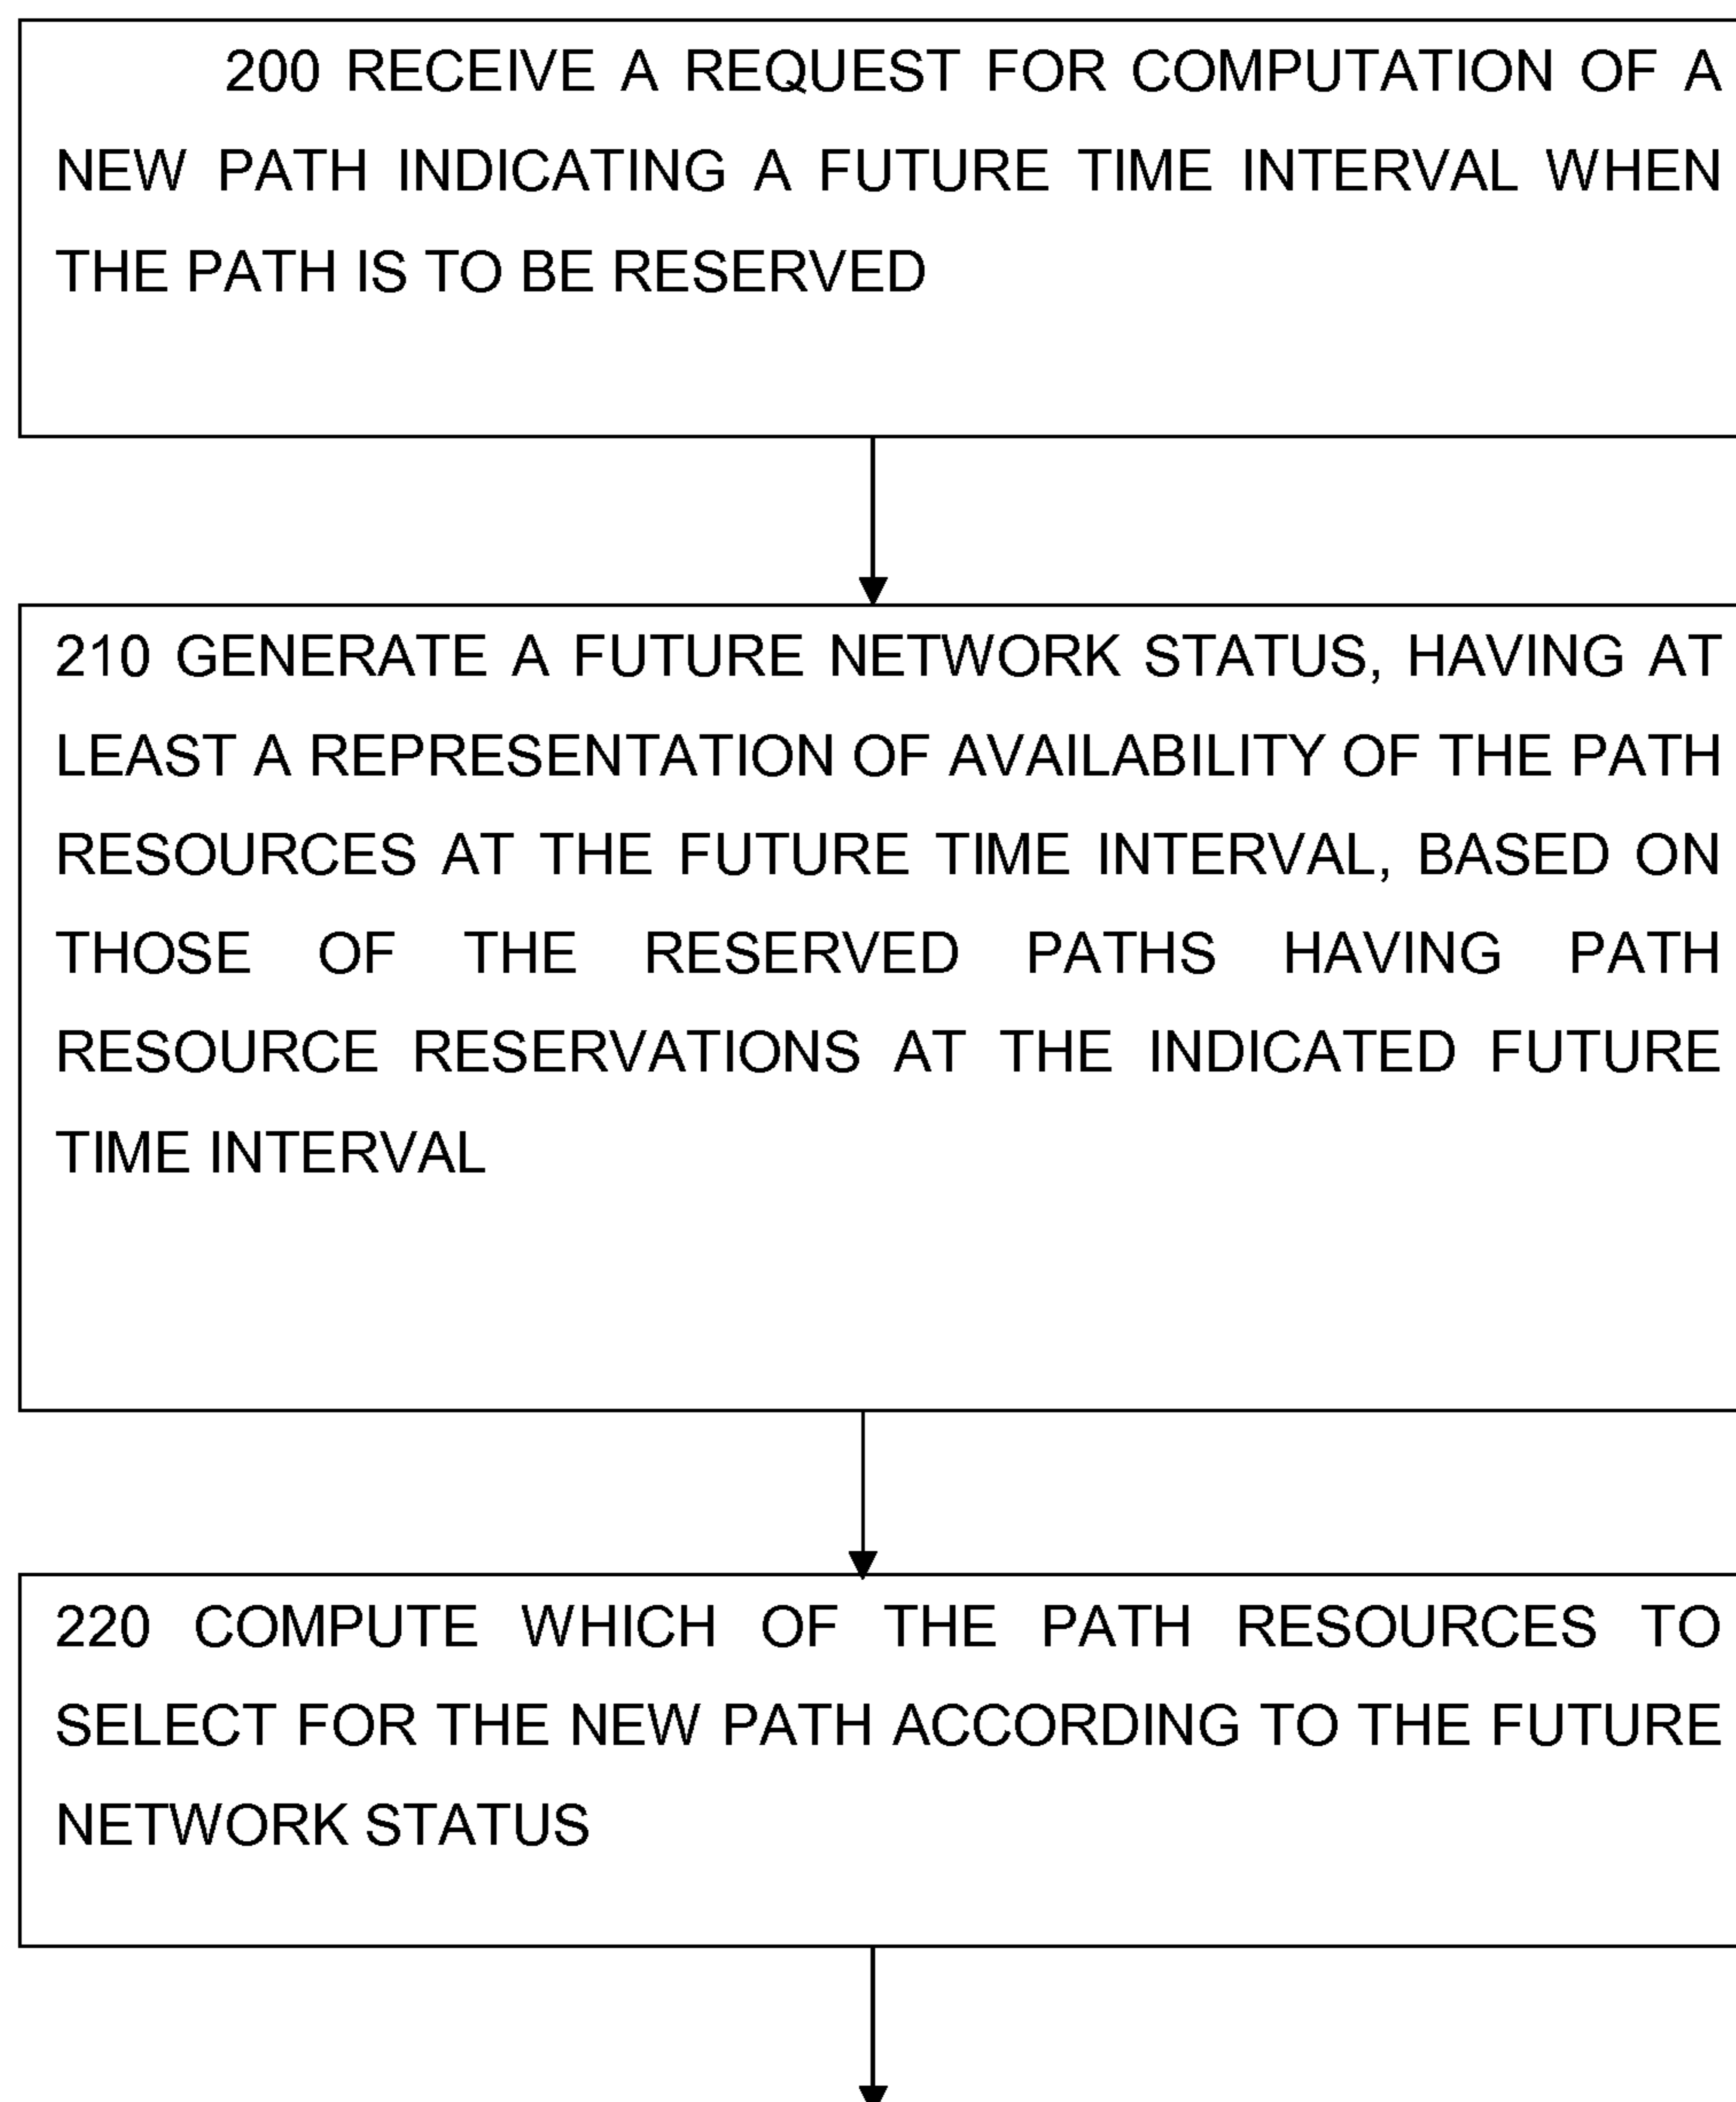 200 RECEIVE A REQUEST FOR COMPUTATION OF A
NEW PATH INDICATING A FUTURE TIME INTERVAL WHEN
THE PATH IS TO BE RESERVED
210 GENERATE A FUTURE NETWORK STATUS, HAVING AT
LEAST A REPRESENTATION OF AVAILABILITY OF THE PATH
RESOURCES AT THE FUTURE TIME INTERVAL, BASED ON
THOSE OF THE RESERVED PATHS HAVING PATH
RESOURCE RESERVATIONS AT THE INDICATED FUTURE
TIME INTERVAL
220 COMPUTE WHICH OF THE PATH RESOURCES TO
SELECT FOR THE NEW PATH ACCORDING TO THE FUTURE
NETWORK STATUS